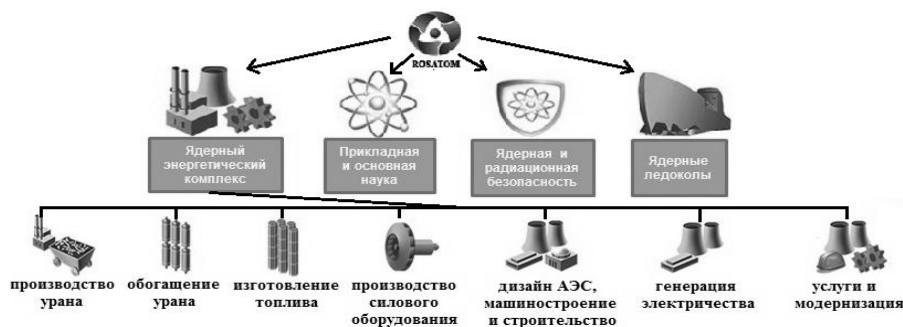 ROSATOM
Ядерный
энергетический
комплекс
Прикладная
и основная
наука
Ядерная и
радиационная
безопасность
Ядерные
ледоколы
производство
урана
обогащение
урана
изготовление
топлива
производство
силового
оборудования
дизайн АЭС,
машиностроение
и строительство
генерация
электричества
услуги и
модернизация